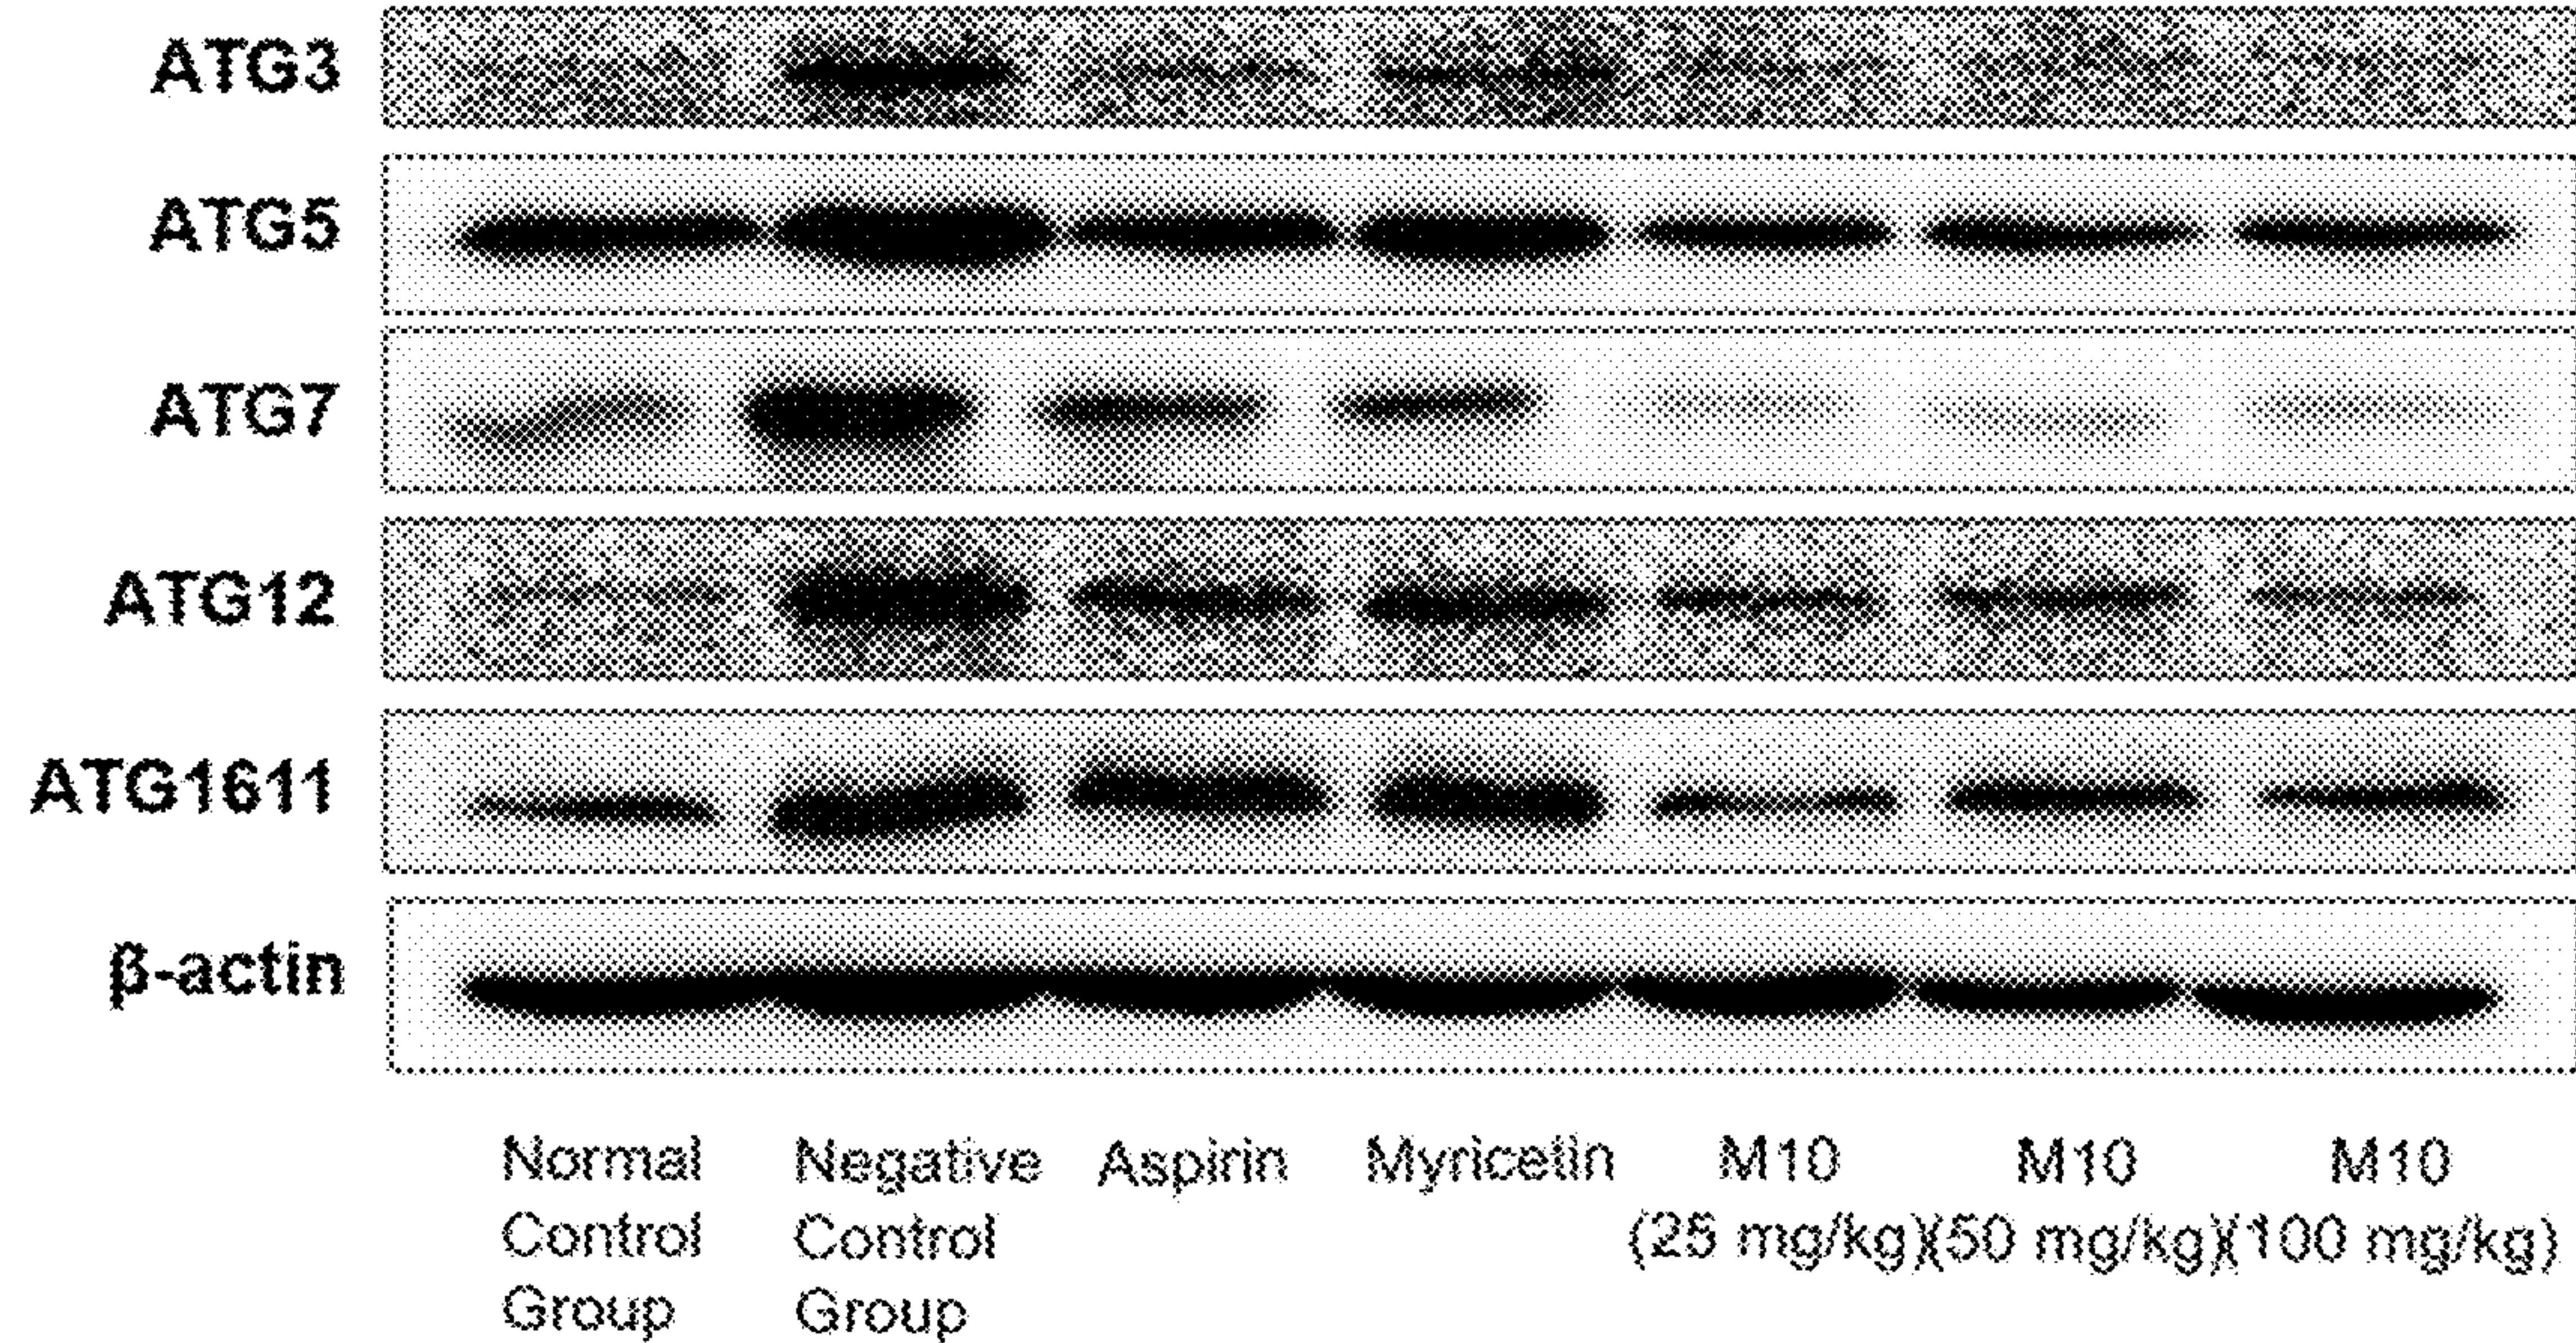 ATG3
ATG5
ATG7
ATG12
ATG1611
β-actin
Normal Negative Aspirin Myricetin M10 M10 M10
Control Control (25 mg/kg)(50 mg/kg)(100 mg/kg)
Group Group